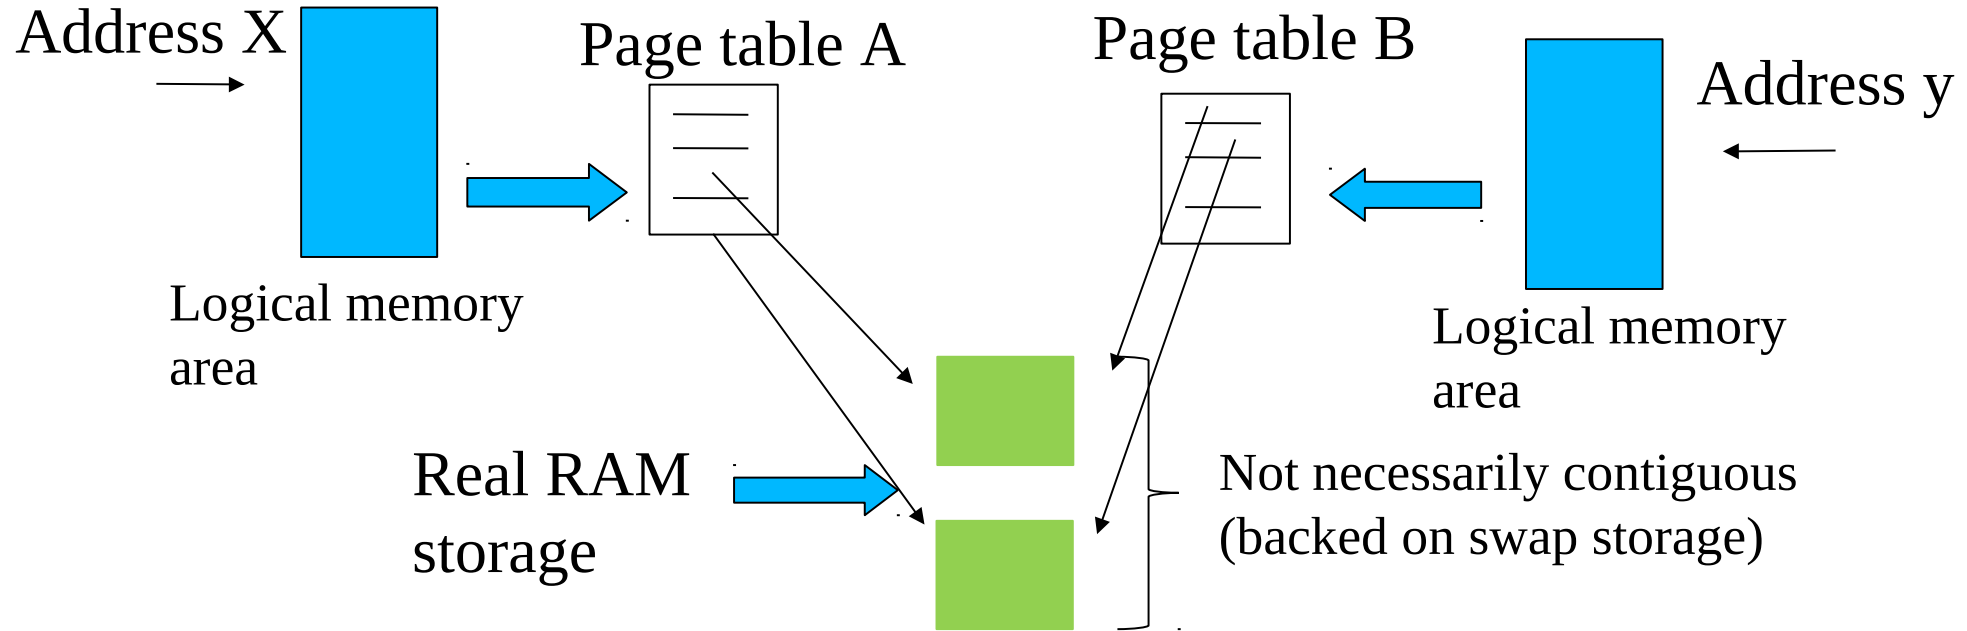 Address X
Page table A
Page table B
Address y
Logical memory
area
Logical memory
area
Real RAM
storage
Not necessarily contiguous
(backed on swap storage)